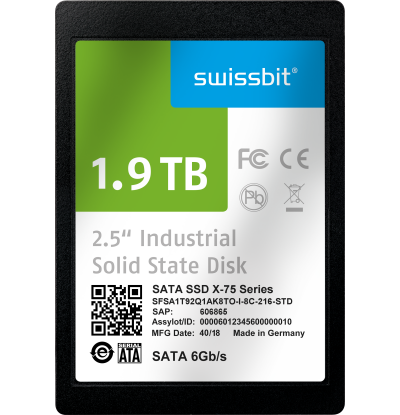 swissbit®
1.9 TB
FC CE
Pb
2.5" Industrial
Solid State Disk
SATA SSD X-75 Series
SFSA1T92Q1AK8TO-I-8C-216-STD
SAP: 606865
Assylot/ID: 00006012345600000010
MFG Date: 40/18 Made in Germany
SERIAL
ATA
SATA 6Gb/s